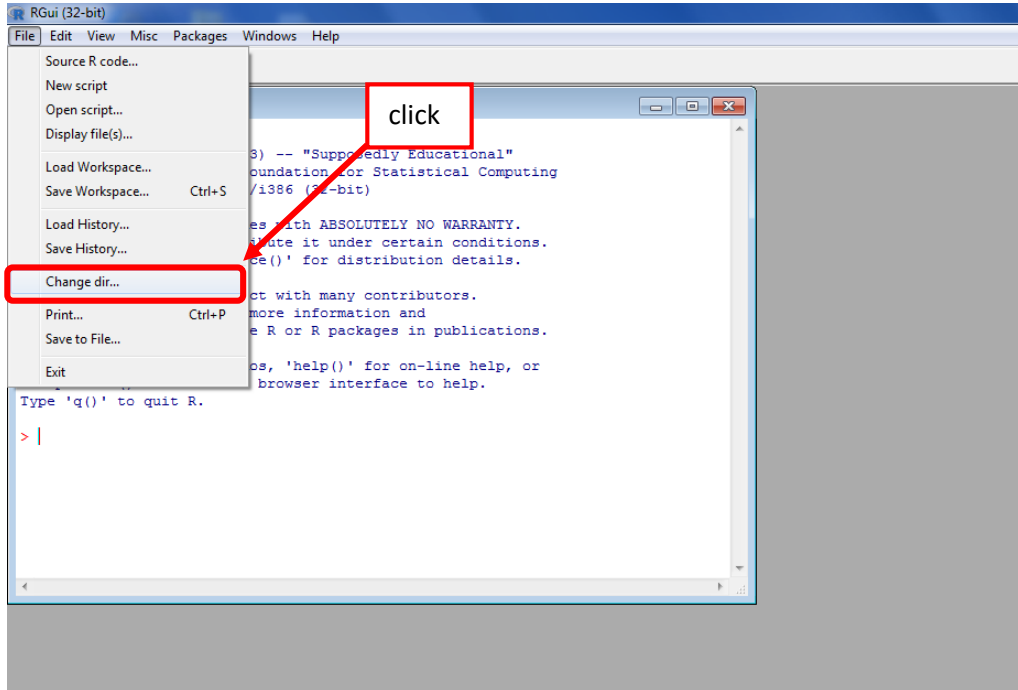 RGui (32-bit)
File Edit View Misc Packages Windows Help
Source R code...
New script
Open script...
Display file(s)...
Load Workspace...
Save Workspace... Ctrl+S
Load History...
Save History...
Change dir...
Print... Ctrl+P
Save to File...
Exit
click
3) -- "Supposedly Educational"
oundation for Statistical Computing
/i386 (32-bit)
es with ABSOLUTELY NO WARRANTY.
ibute it under certain conditions.
ce()' for distribution details.
ct with many contributors.
more information and
e R or R packages in publications.
os, 'help()' for on-line help, or
browser interface to help.
Type 'q()' to quit R.
>